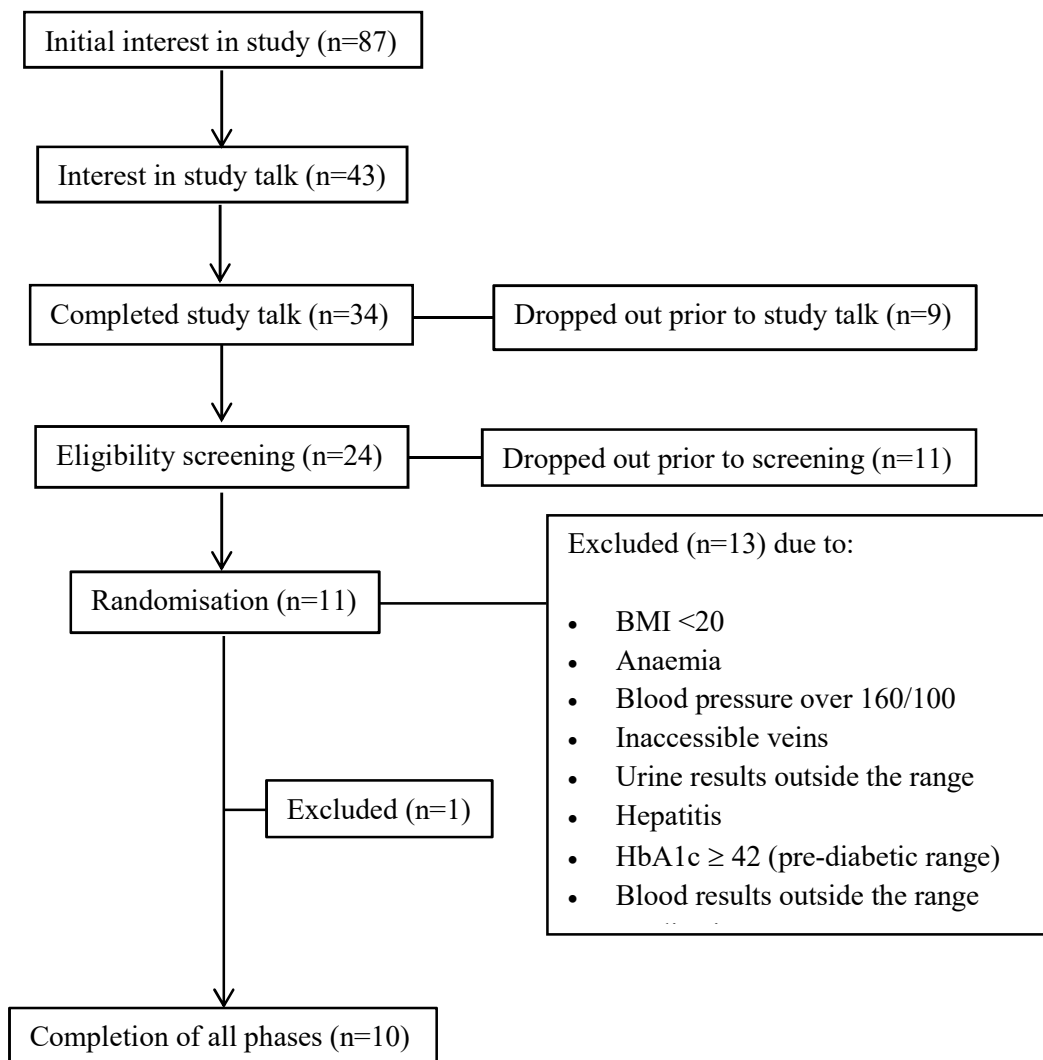 Initial interest in study (n=87)
Interest in study talk (n=43)
Completed study talk (n=34)
Dropped out prior to study talk (n=9)
Eligibility screening (n=24)
Dropped out prior to screening (n=11)
Randomisation (n=11)
Excluded (n=13) due to:
• BMI <20
• Anaemia
• Blood pressure over 160/100
• Inaccessible veins
• Urine results outside the range
• Hepatitis
• HbA1c ≥ 42 (pre-diabetic range)
• Blood results outside the range
Excluded (n=1)
Completion of all phases (n=10)